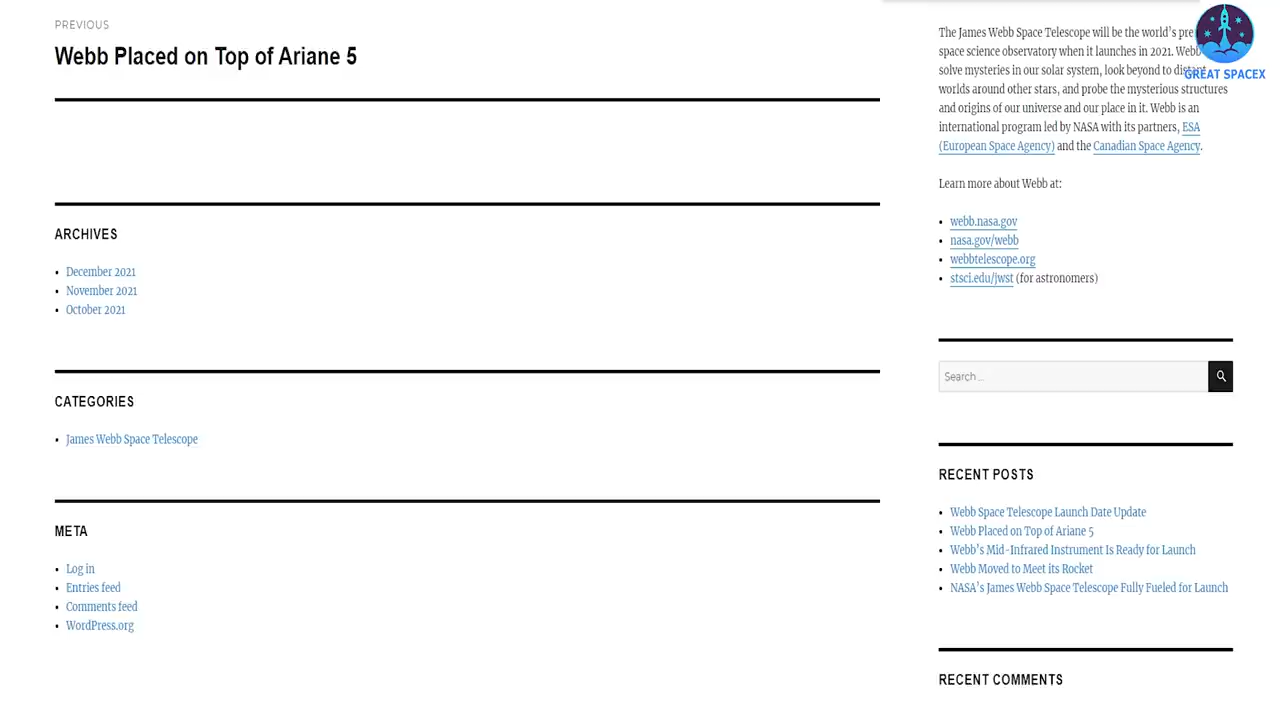 PREVIOUS
Webb Placed on Top of Ariane 5
ARCHIVES
• December 2021
• November 2021
• October 2021
CATEGORIES
• James Webb Space Telescope
META
• Log in
• Entries feed
• Comments feed
• WordPress.org
The James Webb Space Telescope will be the world's
space science observatory when it launches in 2021. Webb
solve mysteries in our solar system, look beyond to distant
worlds around other stars, and probe the mysterious structures
and origins of our universe and our place in it. Webb is an
international program led by NASA with its partners, ESA
(European Space Agency) and the Canadian Space Agency.
Learn more about Webb at:
• webb.nasa.gov
• nasa.gov/webb
• webbtelescope.org
• stsci.edu/jwst (for astronomers)
Search …
RECENT POSTS
• Webb Space Telescope Launch Date Update
• Webb Placed on Top of Ariane 5
• Webb's Mid-Infrared Instrument Is Ready for Launch
• Webb Moved to Meet its Rocket
• NASA's James Webb Space Telescope Fully Fueled for Launch
RECENT COMMENTS
GREAT SPACEX